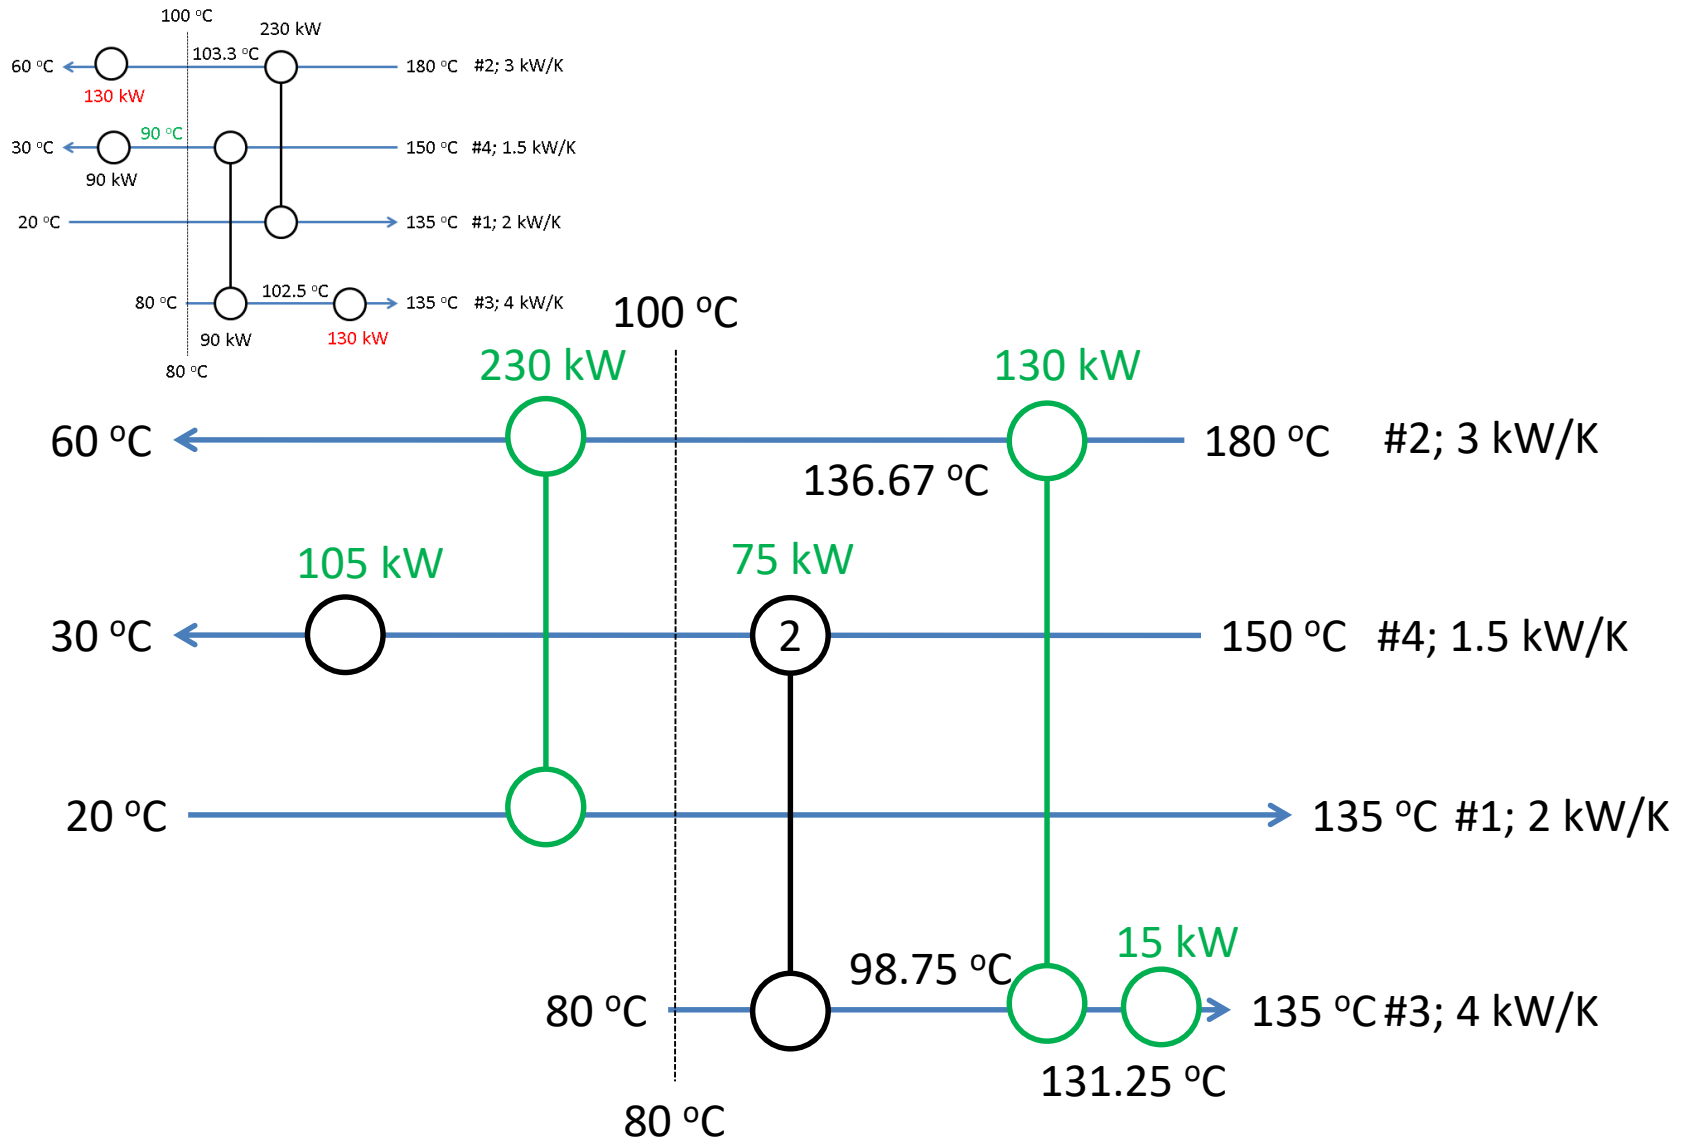 100 °C
230 kW
103.3 °C
60 °C
180 °C #2; 3 kW/K
130 kW
90 °C
30 °C
150 °C #4; 1.5 kW/K
90 kW
20 °C
135 °C #1; 2 kW/K
102.5 °C
80 °C
135 °C #3; 4 kW/K
90 kW
130 kW
80 °C
100 °C
230 kW
130 kW
60 °C
180 °C #2; 3 kW/K
136.67 °C
105 kW
75 kW
30 °C
2
150 °C #4; 1.5 kW/K
20 °C
135 °C #1; 2 kW/K
15 kW
98.75 °C
80 °C
135 °C #3; 4 kW/K
131.25 °C
80 °C